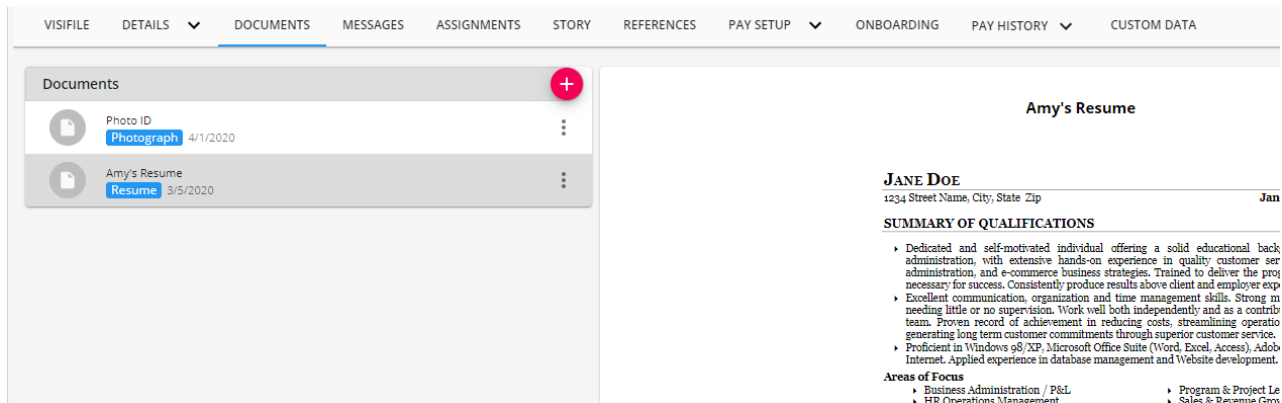 VISIFILE DETAILS DOCUMENTS MESSAGES ASSIGNMENTS STORY REFERENCES PAY SETUP ONBOARDING PAY HISTORY CUSTOM DATA
Documents
Photo ID
Photograph 4/1/2020
Amy's Resume
Resume 3/5/2020
Amy's Resume
JANE DOE
1234 Street Name, City, State Zip
SUMMARY OF QUALIFICATIONS
Dedicated and self-motivated individual offering a solid educational
administration, with extensive hands-on experience in quality customer
administration, and e-commerce business strategies. Trained to deliver the
necessary for success. Consistently produce results above client and employer
Excellent communication, organization and time management skills. Strong
needing little or no supervision. Work well both independently and as a
team. Proven record of achievement in reducing costs, streamlining
generating long term customer commitments through superior customer service.
Proficient in Windows 98/XP, Microsoft Office Suite (Word, Excel, Access),
Internet. Applied experience in database management and Website development.
Areas of Focus
Business Administration / P&L Program & Project
HR Operations Management Sales & Revenue